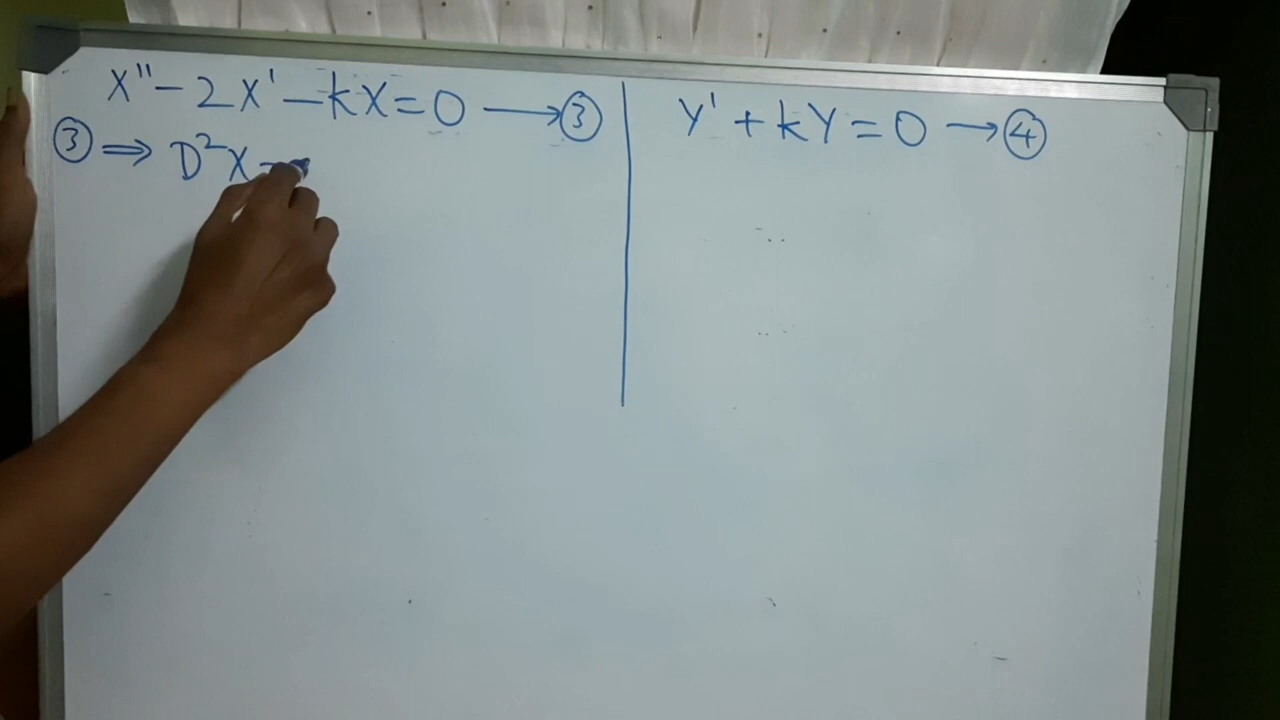 X'' - 2X' - kX = 0 ⟶ ③
③ ⇒ D²X -
Y' + kY = 0 ⟶ ④